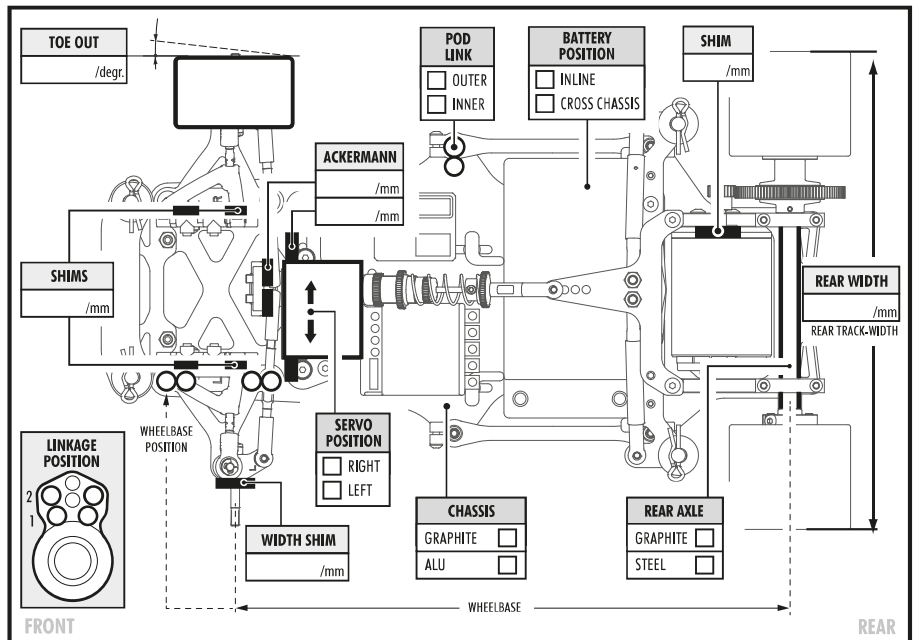 TOE OUT
/degr.
POD
LINK
OUTER
INNER
BATTERY
POSITION
INLINE
CROSS CHASSIS
SHIM
/mm
ACKERMANN
/mm
/mm
SHIMS
/mm
REAR WIDTH
/mm
REAR TRACK-WIDTH
WHEELBASE
POSITION
SERVO
POSITION
RIGHT
LEFT
LINKAGE
POSITION
2
1
WIDTH SHIM
/mm
CHASSIS
GRAPHITE
ALU
REAR AXLE
GRAPHITE
STEEL
WHEELBASE
FRONT
REAR